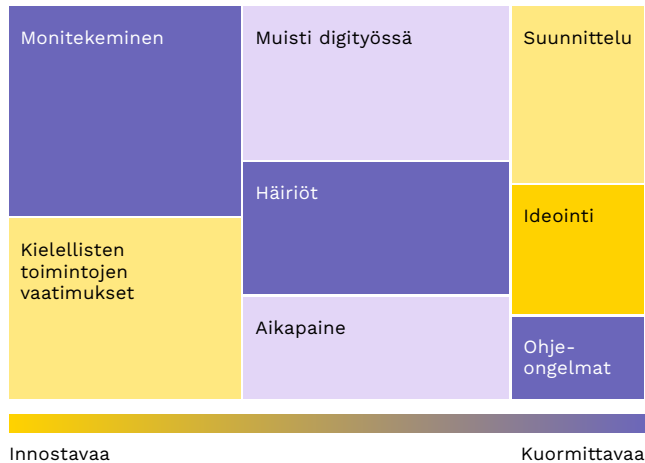 Monitekeminen
Kielellisten
toimintojen
vaatimukset
Muisti digityössä
Häiriöt
Aikapaine
Suunnittelu
Ideointi
Ohje-
ongelmat
Innostavaa
Kuormittavaa